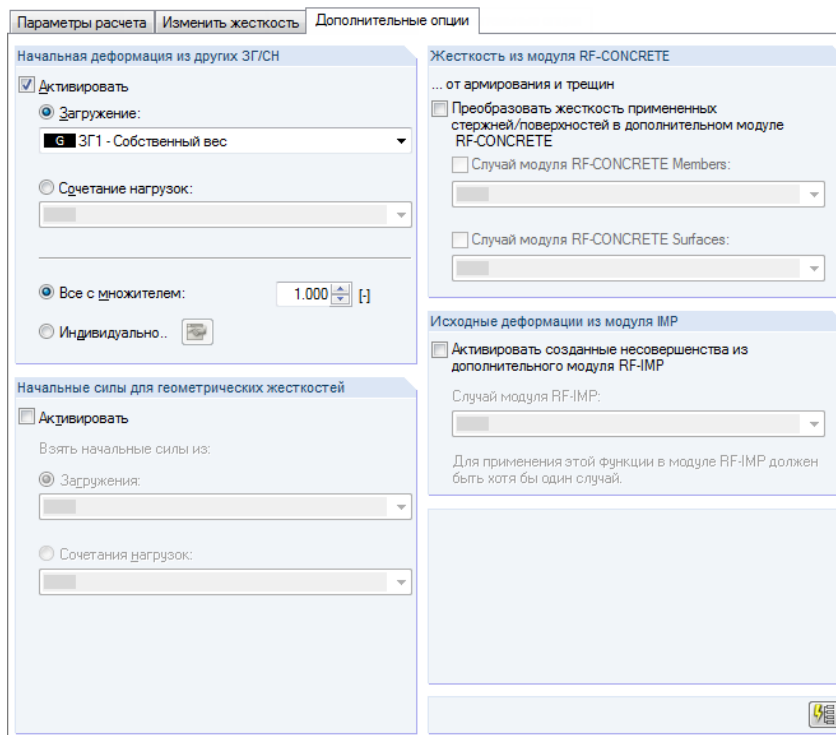 Параметры расчета
Изменить жесткость
Дополнительные опции
Начальная деформация из других ЗГ/СН
Активировать
Загружение:
G ЗГ1 - Собственный вес
Сочетание нагрузок:
Все с множителем:
1.000 [-]
Индивидуально..
Начальные силы для геометрических жесткостей
Активировать
Взять начальные силы из:
Загружения:
Сочетания нагрузок:
Жесткость из модуля RF-CONCRETE
... от армирования и трещин
Преобразовать жесткость примененных
стержней/поверхностей в дополнительном модуле
RF-CONCRETE
Случай модуля RF-CONCRETE Members:
Случай модуля RF-CONCRETE Surfaces:
Исходные деформации из модуля IMP
Активировать созданные несовершенства из
дополнительного модуля RF-IMP
Случай модуля RF-IMP:
Для применения этой функции в модуле RF-IMP должен
быть хотя бы один случай.